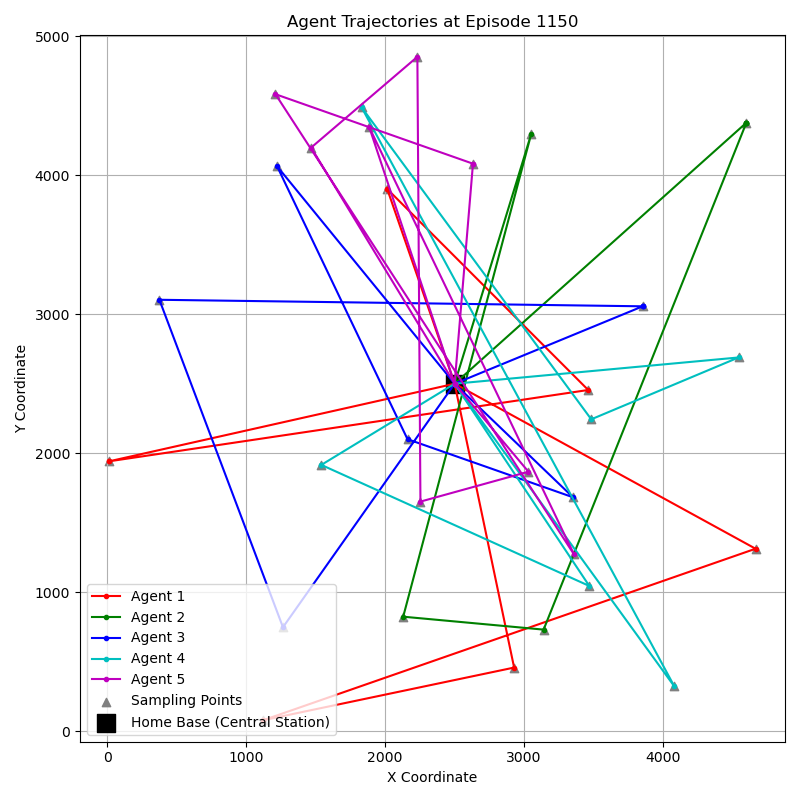 Agent Trajectories at Episode 1150
5000
4000
3000
2000
1000
0
Y Coordinate
Agent 1
Agent 2
Agent 3
Agent 4
Agent 5
Sampling Points
Home Base (Central Station)
0 1000 2000 3000 4000
X Coordinate